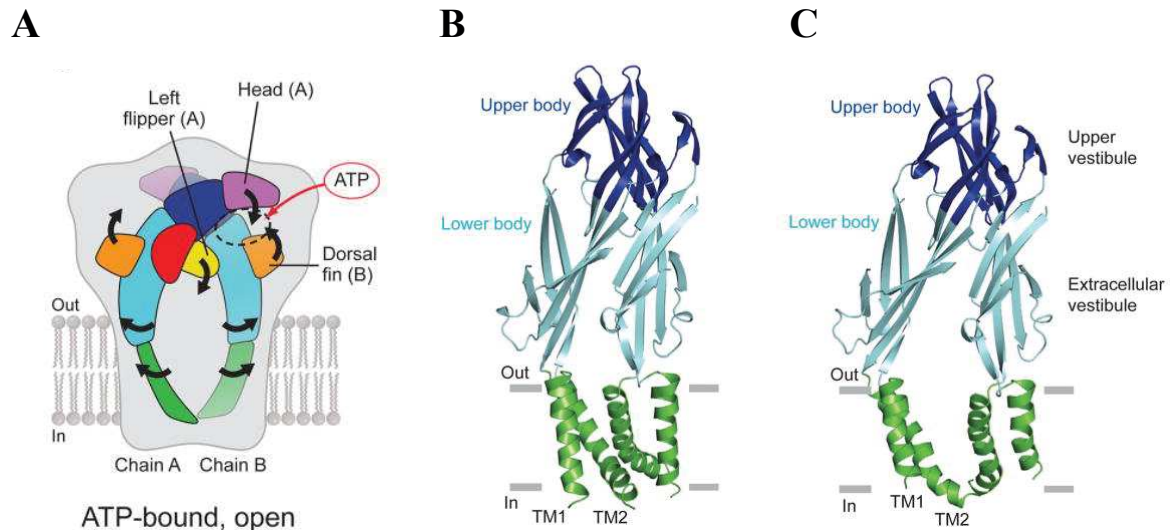 A
Head (A)
Left
flipper (A)
ATP
Dorsal
fin (B)
Out
In
Chain A Chain B
ATP-bound, open
B
Upper body
Lower body
Out
In
TM1 TM2
C
Upper body
Upper
vestibule
Lower body
Extracellular
vestibule
Out
In
TM1
TM2